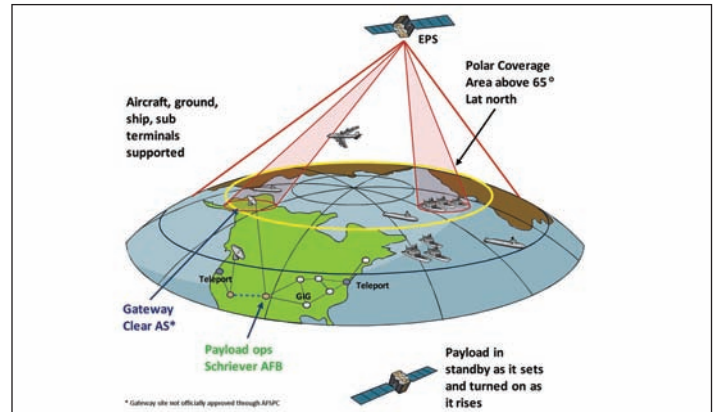 EPS
Polar Coverage
Area above 65°
Lat north
Aircraft, ground,
ship, sub
terminals
supported
Teleport
GIG
Teleport
Gateway
Clear AS*
Payload ops
Schriever AFB
Payload in
standby as it sets
and turned on as
it rises
* Gateway site not officially approved through AFSPC